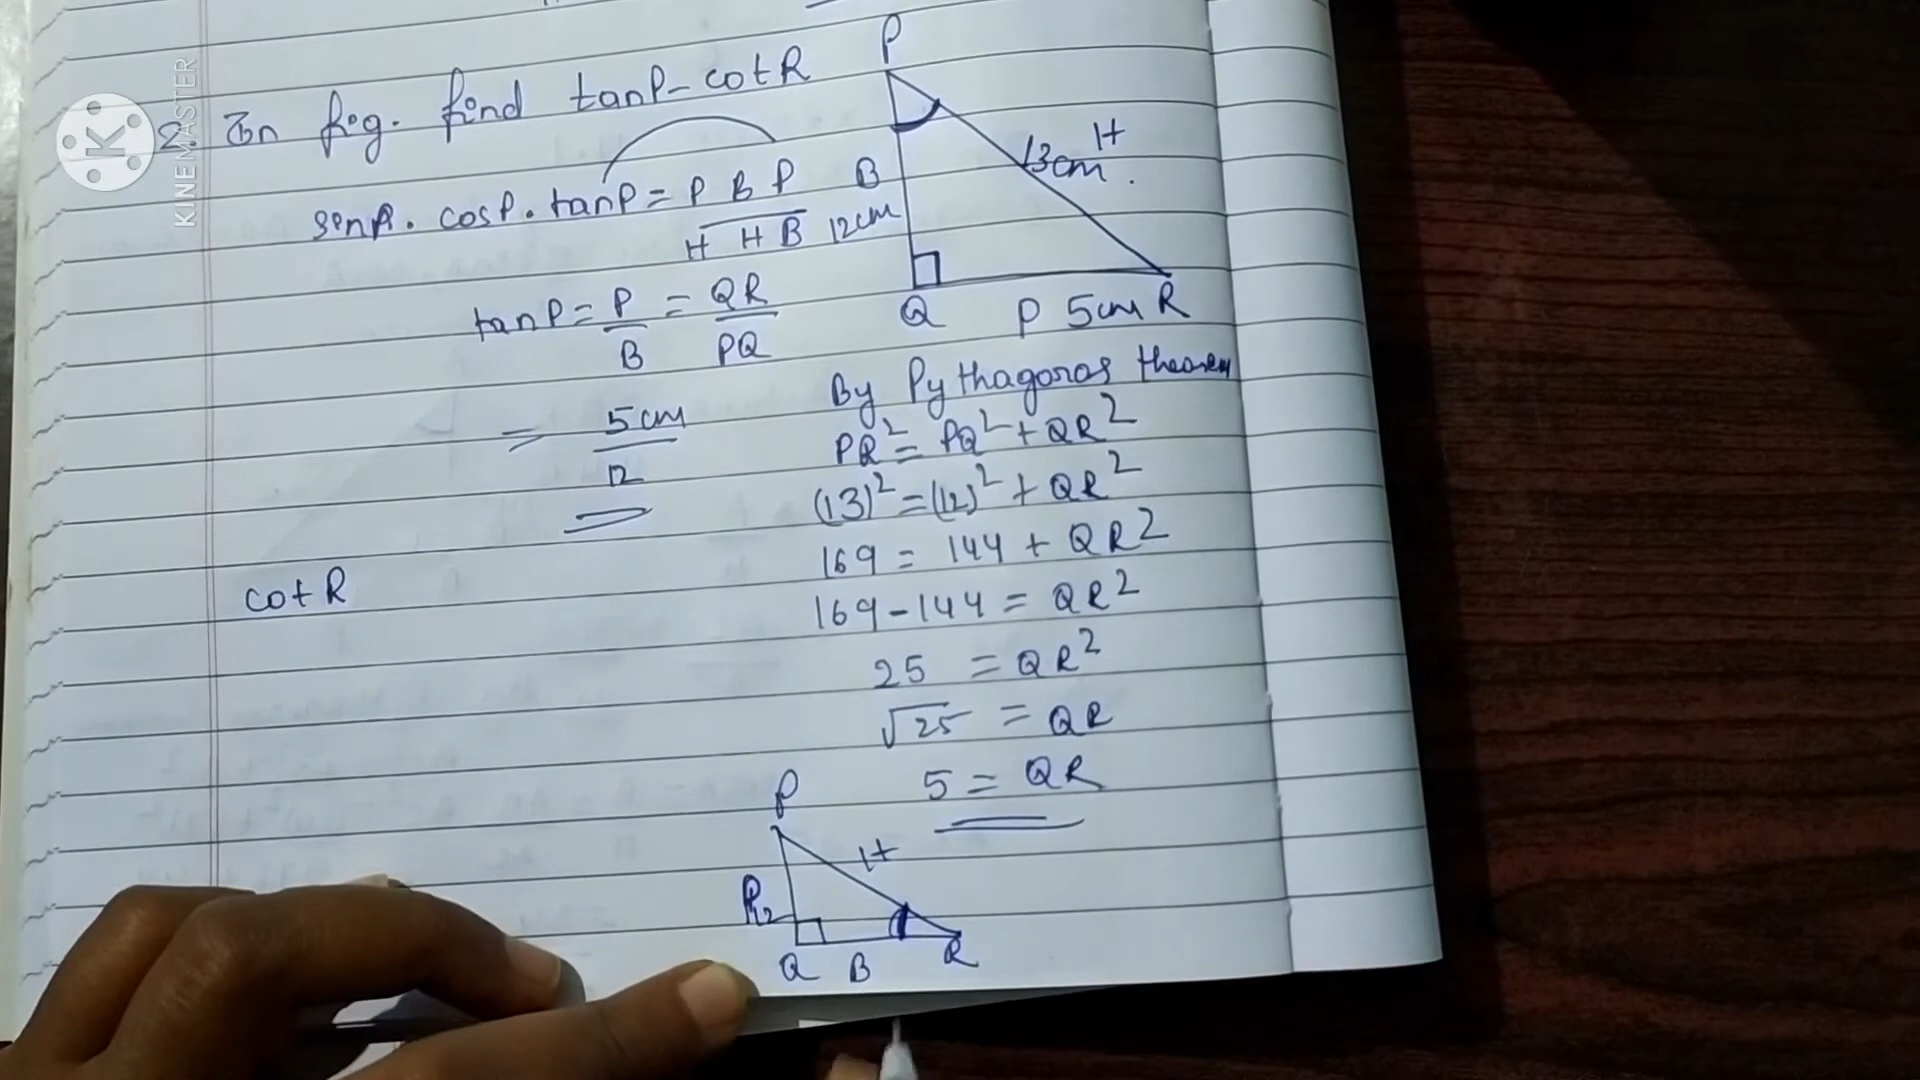 KINEMASTER
2. In fig. find tanP - cotR
sinP. cosP. tanP = P B P
H H B
tanP = P = QR
B PQ
= 5cm
12
P
B
12cm
13cm H
Q P 5cm R
By Pythagoras theorem
PR² = PQ² + QR²
(13)² = (12)² + QR²
169 = 144 + QR²
169 - 144 = QR²
25 = QR²
√25 = QR
5 = QR
cotR
P
H
P 12
Q B R